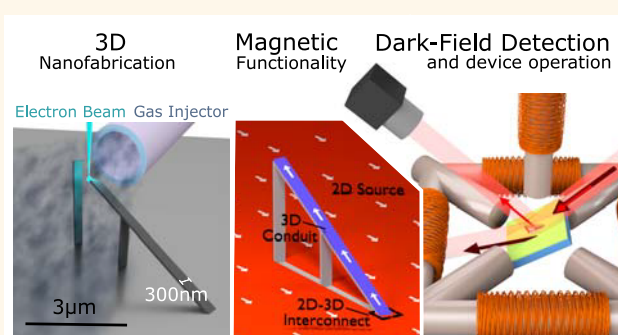 3D
Nanofabrication
Magnetic
Functionality
Dark-Field Detection
and device operation
Electron Beam
Gas Injector
300nm
3μm
2D Source
3D
Conduit
2D-3D
Interconnect